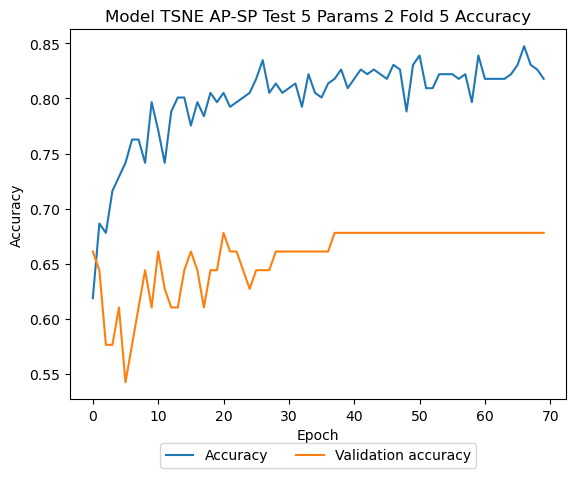 Model TSNE AP-SP Test 5 Params 2 Fold 5 Accuracy
0.85
0.80
0.75
0.70
0.65
0.60
0.55
Accuracy
0 10 20 30 40 50 60 70
Epoch
Accuracy Validation accuracy